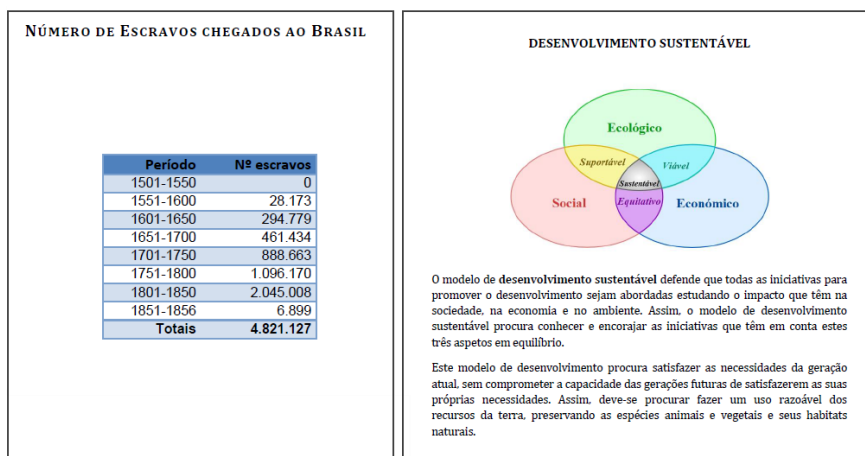 NÚMERO DE ESCRAVOS CHEGADOS AO BRASIL
Período Nº escravos
1501-1550 0
1551-1600 28.173
1601-1650 294.779
1651-1700 461.434
1701-1750 888.663
1751-1800 1.096.170
1801-1850 2.045.008
1851-1856 6.899
Totais 4.821.127
DESENVOLVIMENTO SUSTENTÁVEL
Ecológico
Suportável Viável
Sustentável
Social Equitativo Económico
O modelo de desenvolvimento sustentável defende que todas as iniciativas para
promover o desenvolvimento sejam abordadas estudando o impacto que têm na
sociedade, na economia e no ambiente. Assim, o modelo de desenvolvimento
sustentável procura conhecer e encorajar as iniciativas que têm em conta estes
três aspetos em equilíbrio.
Este modelo de desenvolvimento procura satisfazer as necessidades da geração
atual, sem comprometer a capacidade das gerações futuras de satisfazerem as suas
próprias necessidades. Assim, deve-se procurar fazer um uso razoável dos
recursos da terra, preservando as espécies animais e vegetais e seus habitats
naturais.